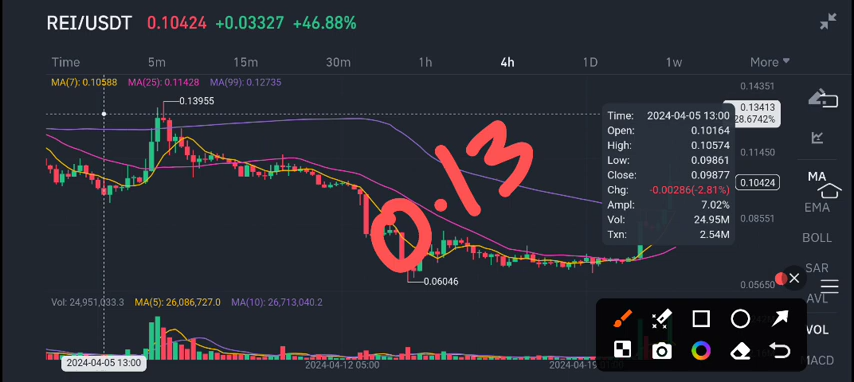 REI/USDT 0.10424 +0.03327 +46.88%
Time 5m 15m 30m 1h 4h 1D 1w More
MA(7): 0.10588 MA(25): 0.11428 MA(99): 0.12735
0.14351
0.13955
0.13413
28.6742%
Time: 2024-04-05 13:00
Open: 0.10164
High: 0.10574
Low: 0.09861
Close: 0.09877
Chg: -0.00286(-2.81%)
Ampl: 7.02%
Vol: 24.95M
Txn: 2.54M
0.13
0.11450
0.10424
0.08551
0.05650
0.06046
MA
EMA
BOLL
SAR
AVL
VOL
MACD
Vol: 24,951,033.3 MA(5): 26,086,727.0 MA(10): 26,713,040.2
2024-04-05 13:00 2024-04-12 05:00